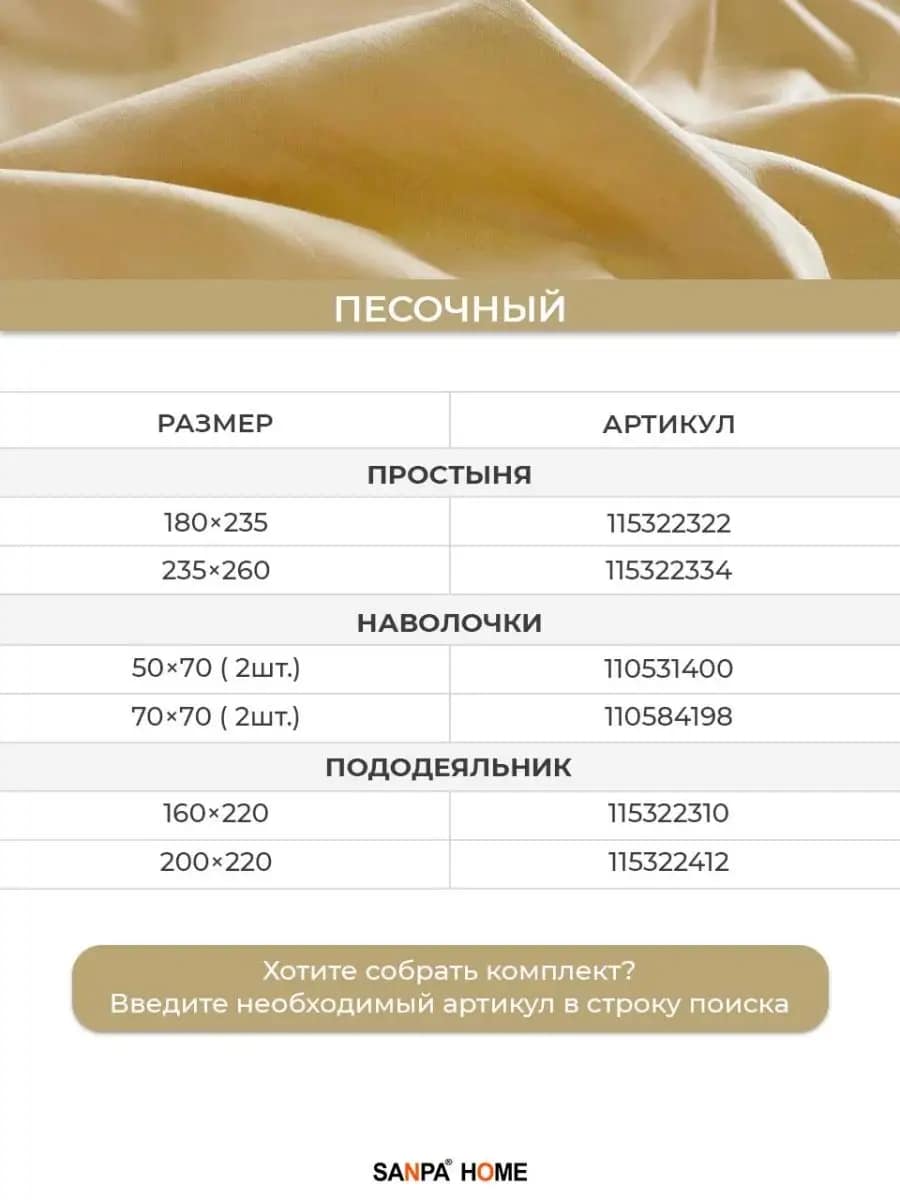 ПЕСОЧНЫЙ
РАЗМЕР АРТИКУЛ
ПРОСТЫНЯ
180×235 115322322
235×260 115322334
НАВОЛОЧКИ
50×70 ( 2шт.) 110531400
70×70 ( 2шт.) 110584198
ПОДОДЕЯЛЬНИК
160×220 115322310
200×220 115322412
Хотите собрать комплект?
Введите необходимый артикул в строку поиска
SANPA® HOME